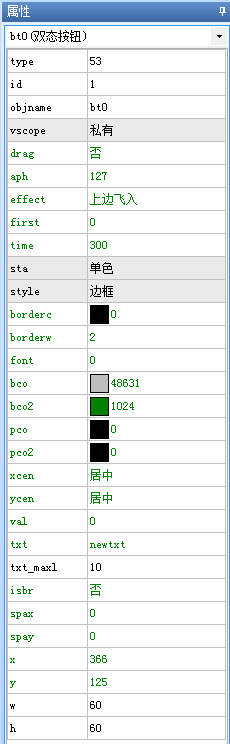 属性
bt0(双态按钮)
type 53
id 1
objname bt0
vscope 私有
drag 否
aph 127
effect 上边飞入
first 0
time 300
sta 单色
style 边框
borderc 0
borderw 2
font 0
bco 48631
bco2 1024
pco 0
pco2 0
xcen 居中
ycen 居中
val 0
txt newtxt
txt_maxl 10
isbr 否
spax 0
spay 0
x 366
y 125
w 60
h 60